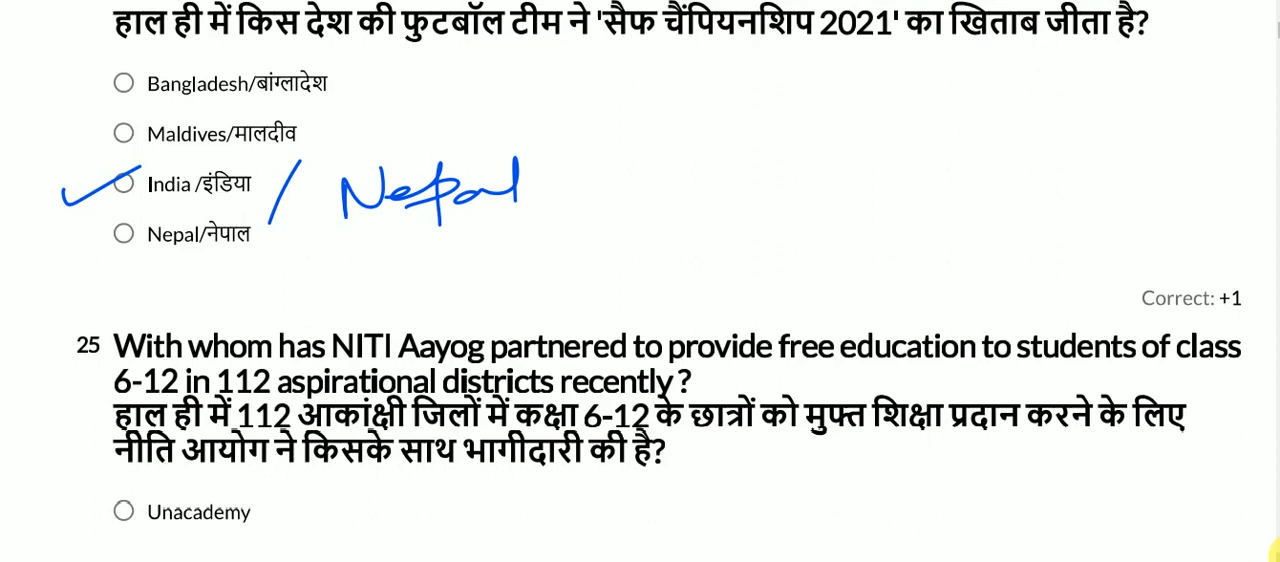 हाल ही में किस देश की फुटबॉल टीम ने 'सैफ चैंपियनशिप 2021' का खिताब जीता है?
Bangladesh/बांग्लादेश
Maldives/मालदीव
India /इंडिया / Nepal
Nepal/नेपाल
Correct: +1
25 With whom has NITI Aayog partnered to provide free education to students of class
6-12 in 112 aspirational districts recently?
हाल ही में 112 आकांक्षी जिलों में कक्षा 6-12 के छात्रों को मुफ्त शिक्षा प्रदान करने के लिए
नीति आयोग ने किसके साथ भागीदारी की है?
Unacademy